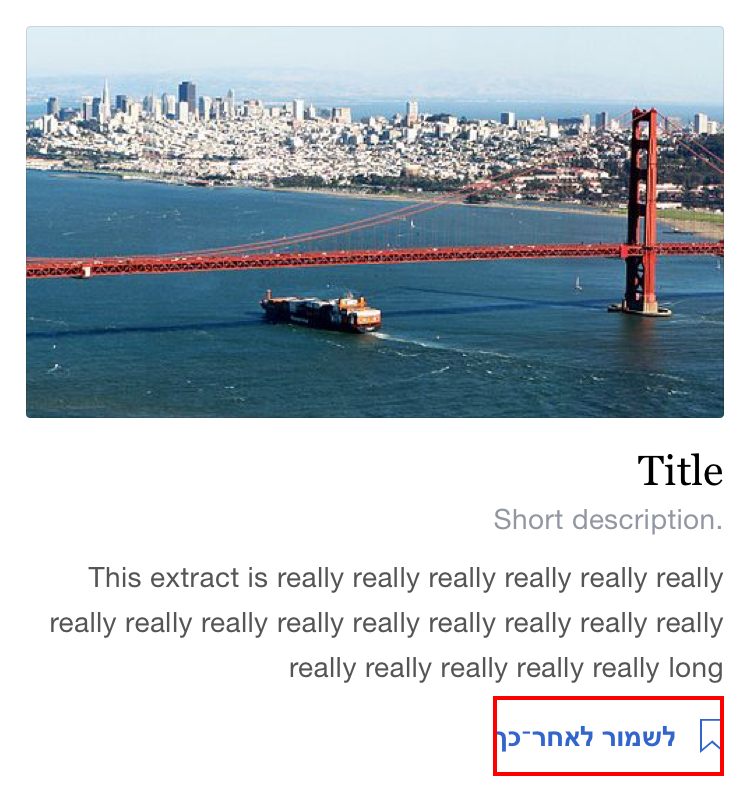 Title
Short description.
This extract is really really really really really really
really really really really really really really really really
really really really really really long
לשמור לאחר־כך